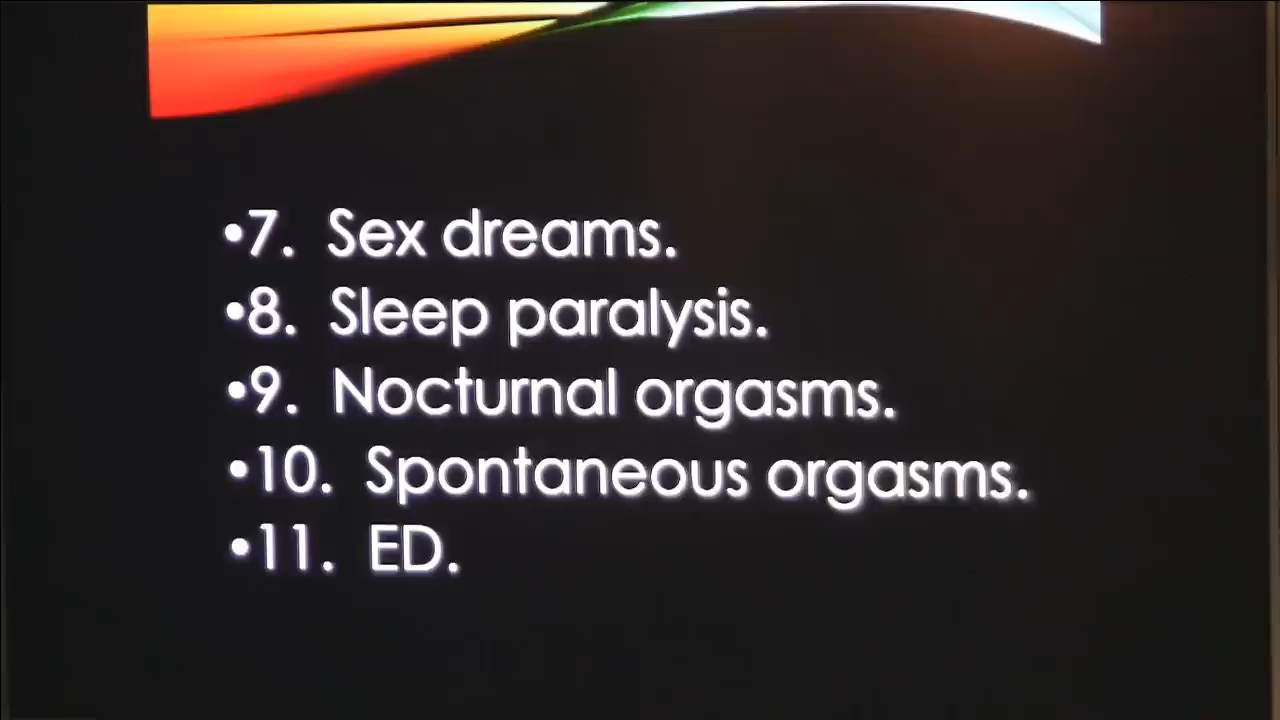 •7. Sex dreams.
•8. Sleep paralysis.
•9. Nocturnal orgasms.
•10. Spontaneous orgasms.
•11. ED.